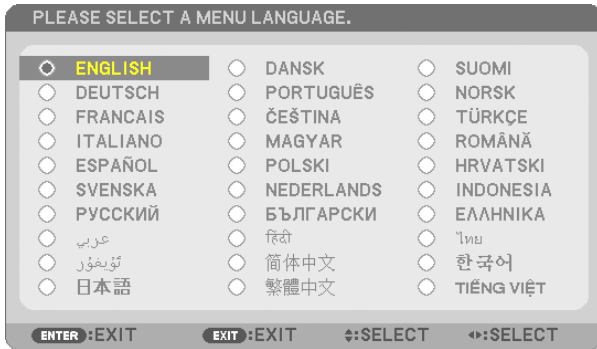 PLEASE SELECT A MENU LANGUAGE.
ENGLISH DANSK SUOMI
DEUTSCH PORTUGUÊS NORSK
FRANCAIS ČEŠTINA TÜRKÇE
ITALIANO MAGYAR ROMÂNĂ
ESPAÑOL POLSKI HRVATSKI
SVENSKA NEDERLANDS INDONESIA
РУССКИЙ БЪЛГАРСКИ ΕΛΛΗΝΙΚΑ
عربي हिंदी ไทย
ئۇيغۇر 简体中文 한국어
日本語 繁體中文 TIẾNG VIỆT
ENTER :EXIT EXIT :EXIT :SELECT :SELECT